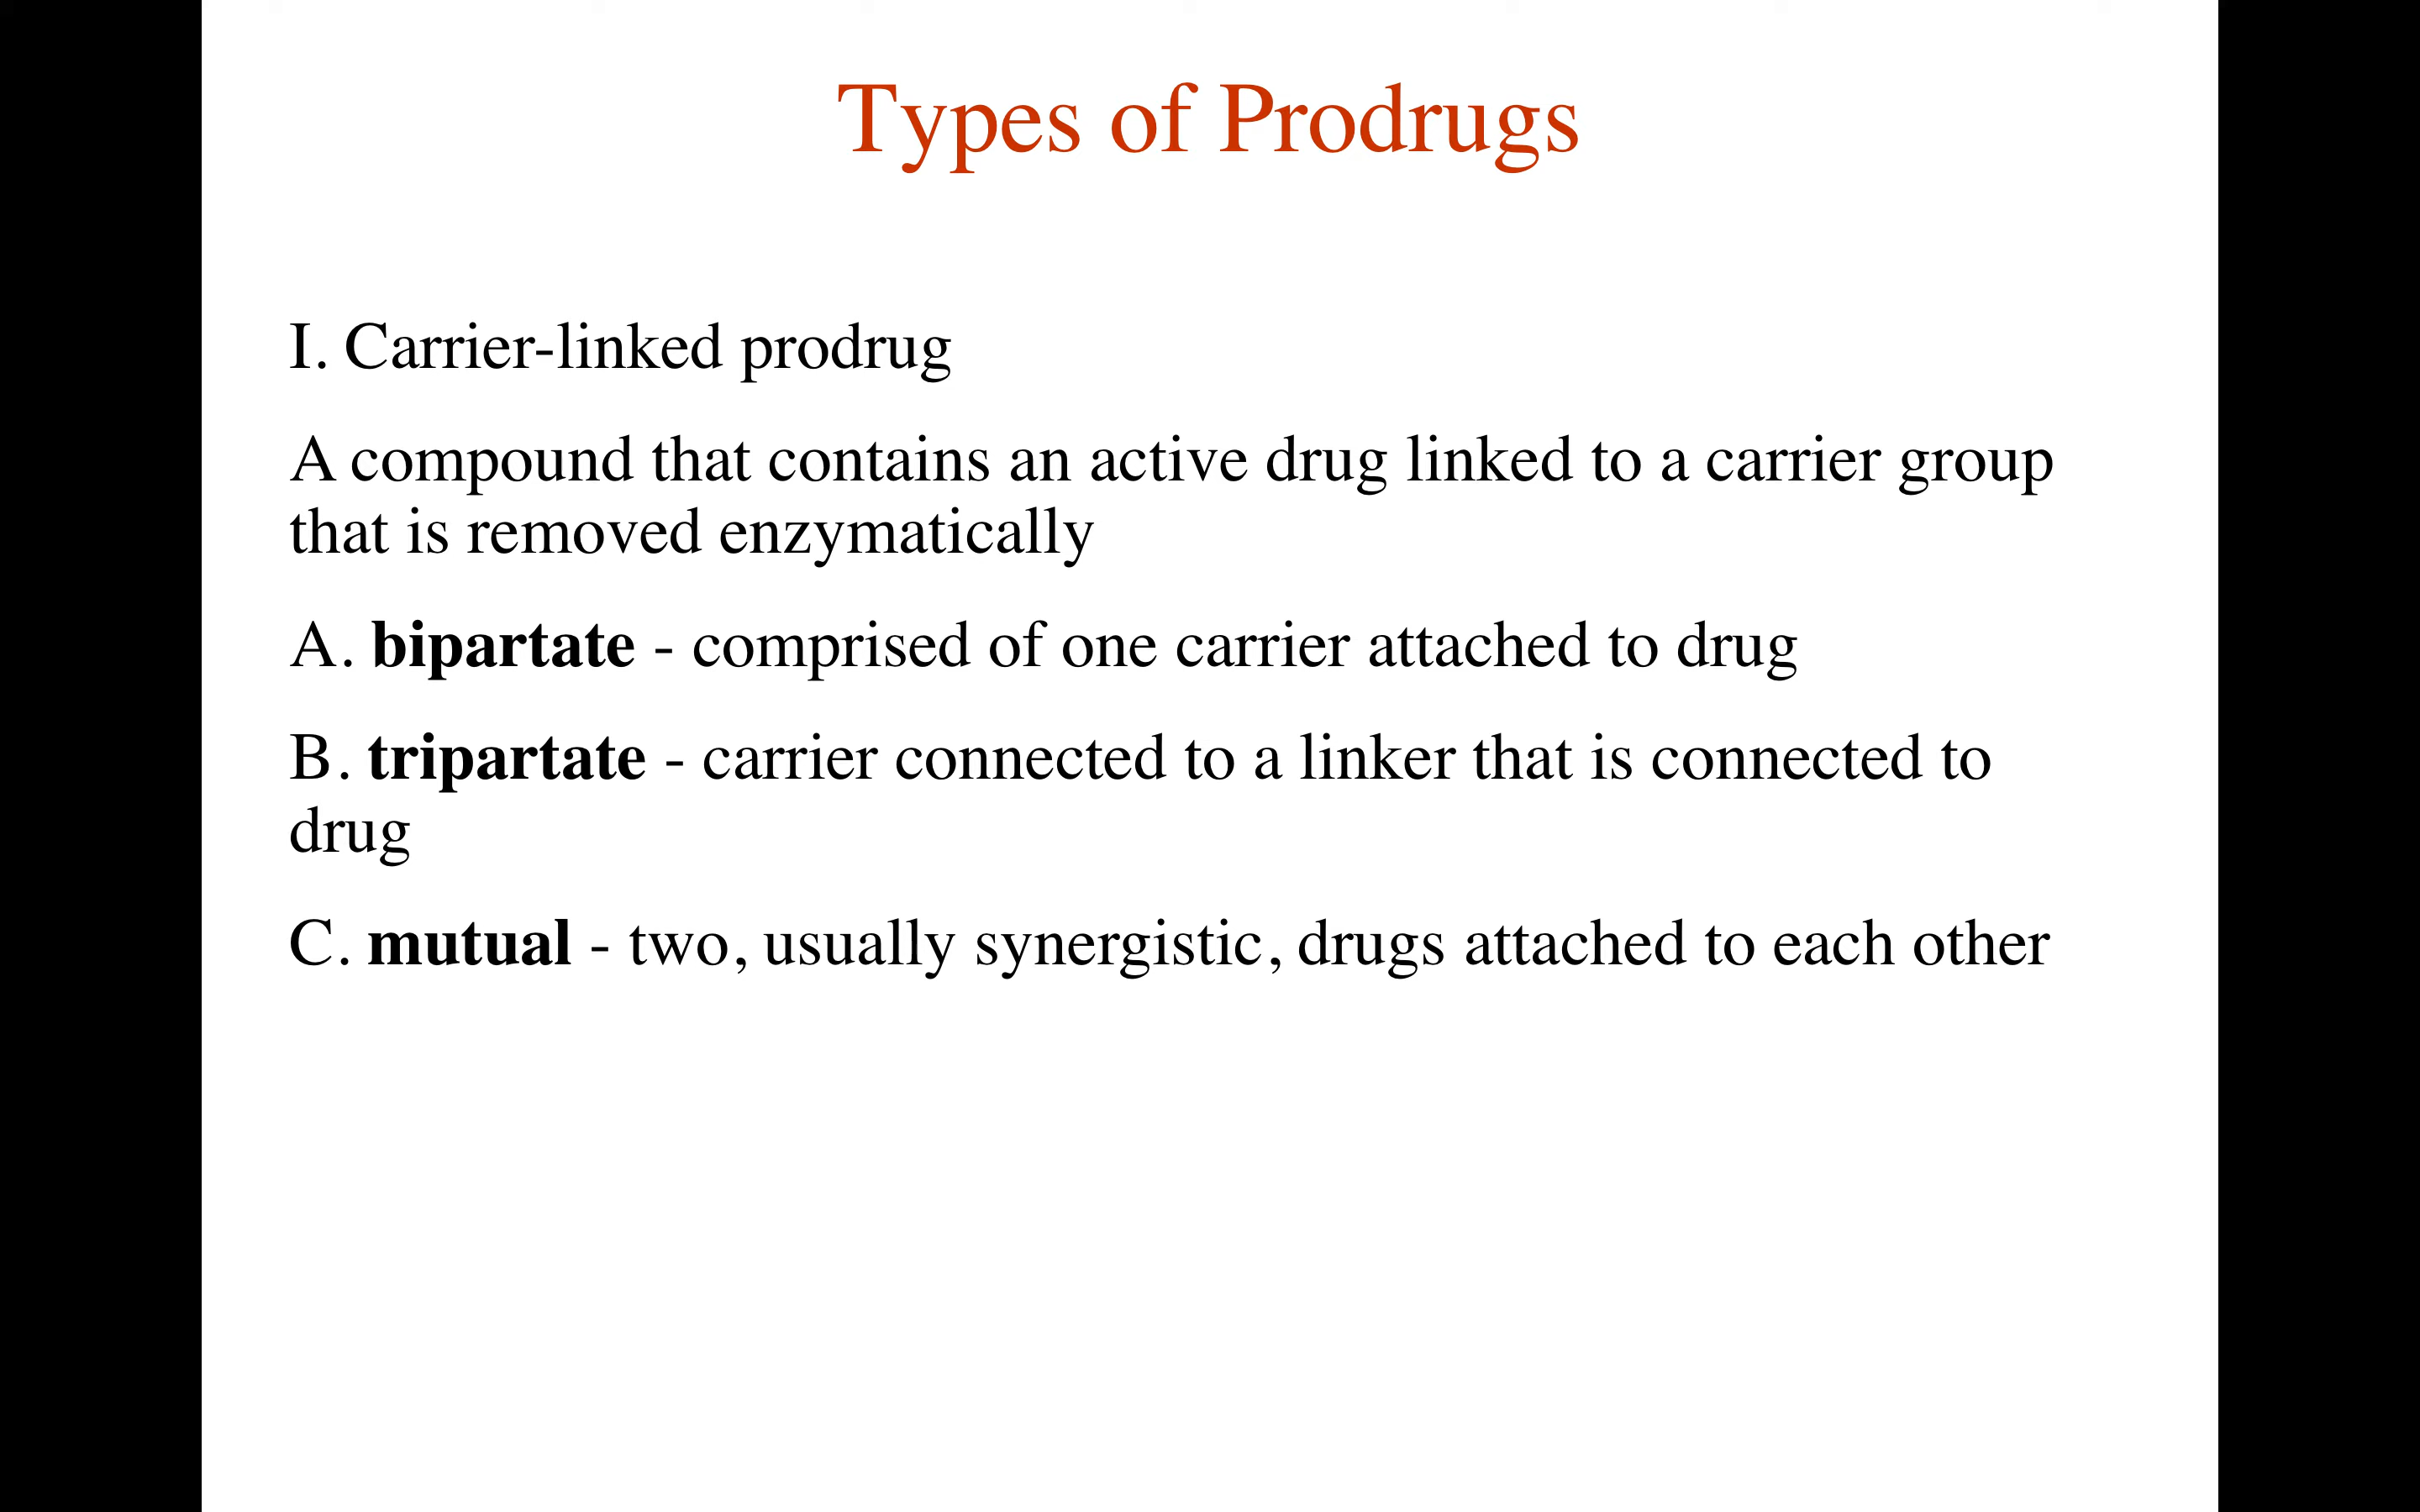 Types of Prodrugs
I. Carrier-linked prodrug
A compound that contains an active drug linked to a carrier group
that is removed enzymatically
A. bipartate - comprised of one carrier attached to drug
B. tripartate - carrier connected to a linker that is connected to
drug
C. mutual - two, usually synergistic, drugs attached to each other